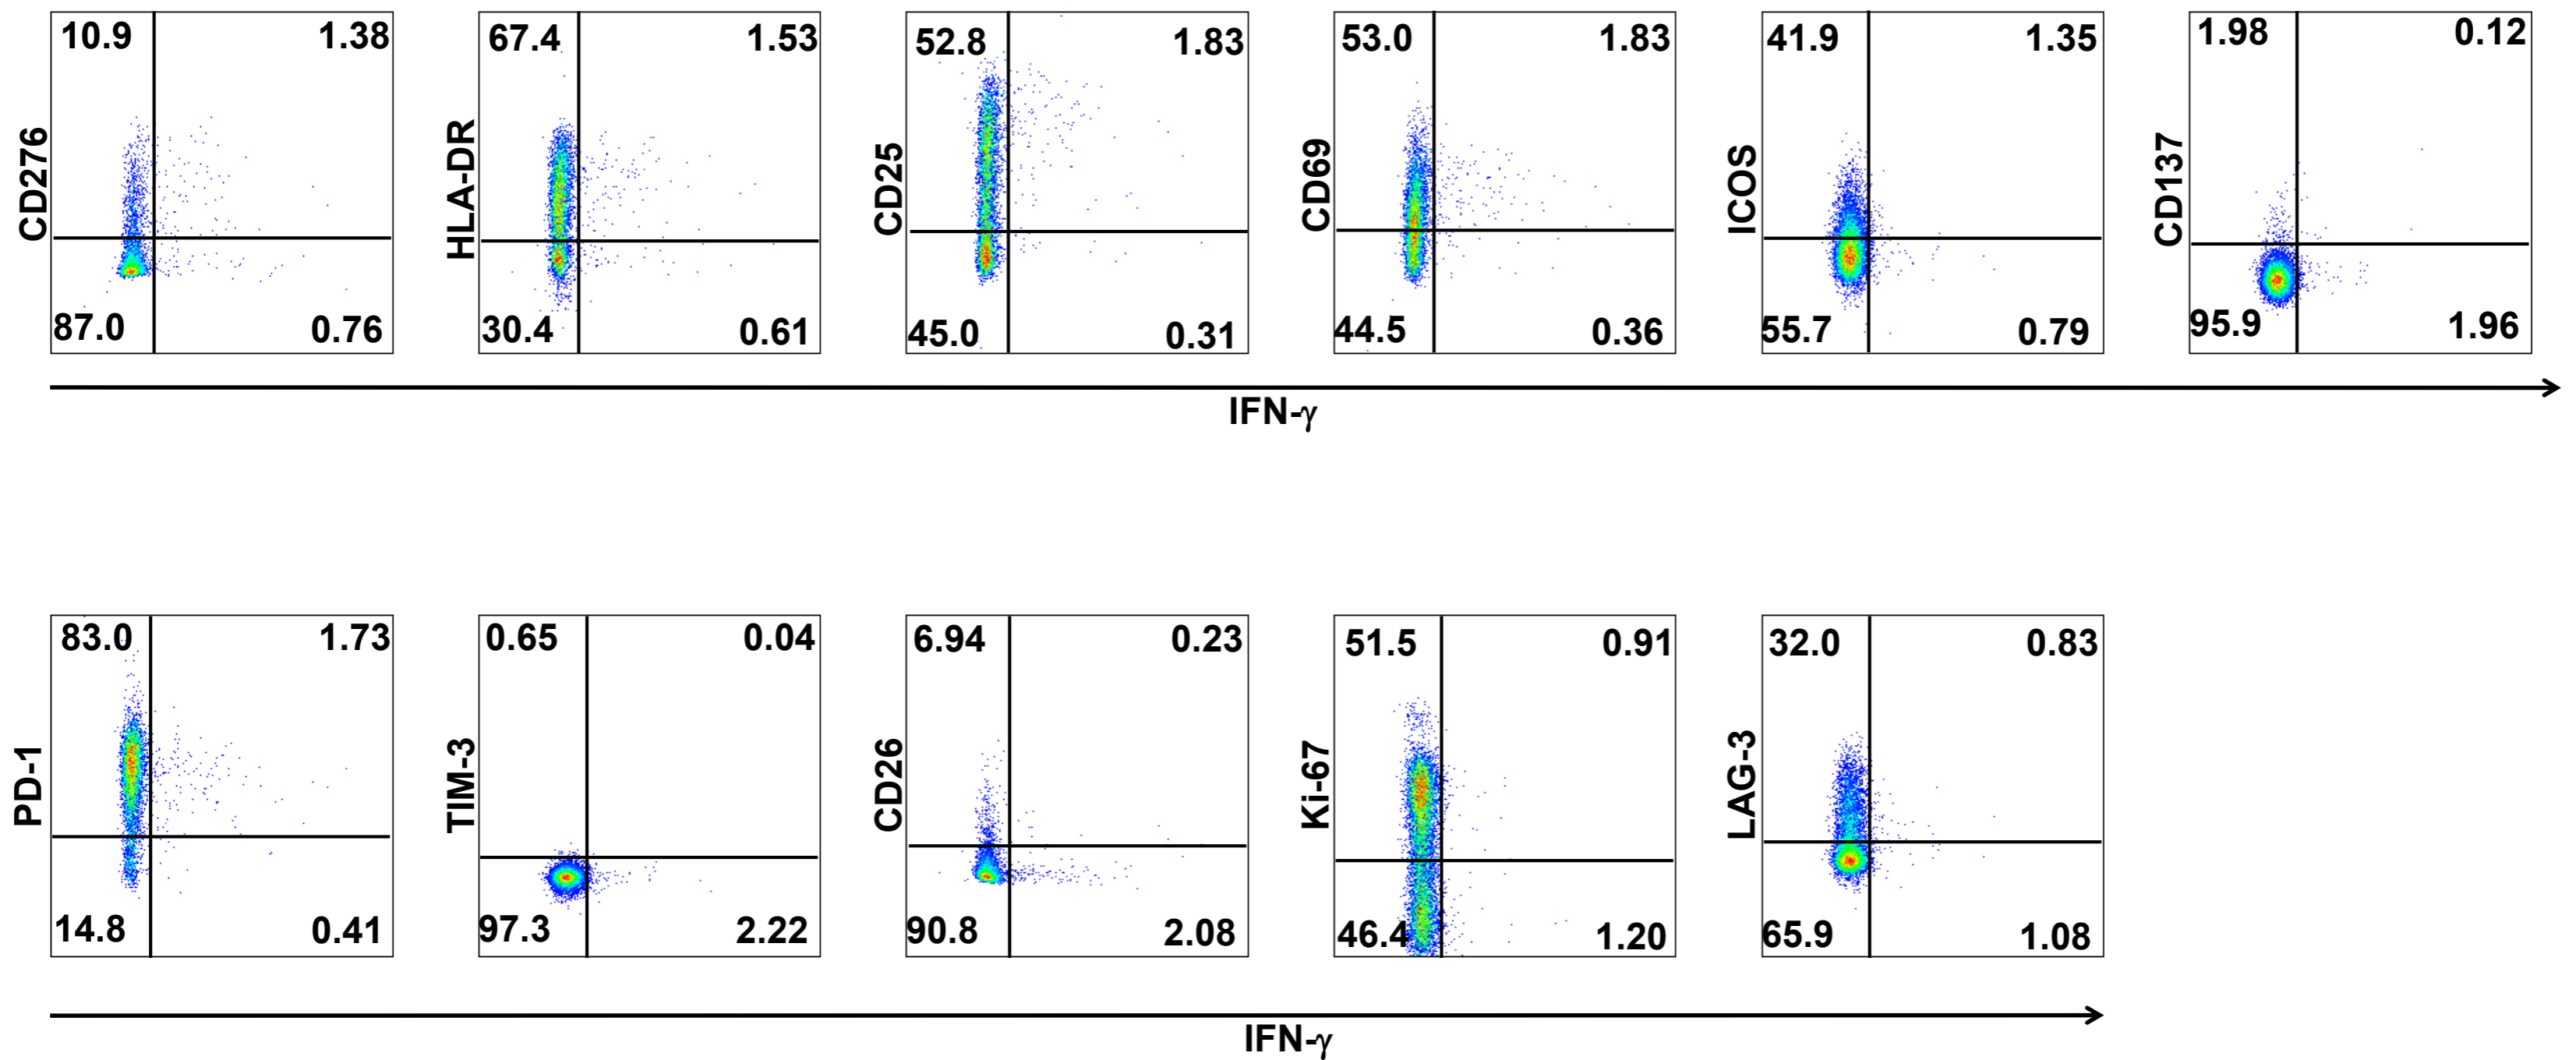 10.9 1.38
CD276
87.0 0.76
67.4 1.53
HLA-DR
30.4 0.61
52.8 1.83
CD25
45.0 0.31
53.0 1.83
CD69
44.5 0.36
41.9 1.35
ICOS
55.7 0.79
1.98 0.12
CD137
95.9 1.96
IFN-γ
83.0 1.73
PD-1
14.8 0.41
0.65 0.04
TIM-3
97.3 2.22
6.94 0.23
CD26
90.8 2.08
51.5 0.91
Ki-67
46.4 1.20
32.0 0.83
LAG-3
65.9 1.08
IFN-γ